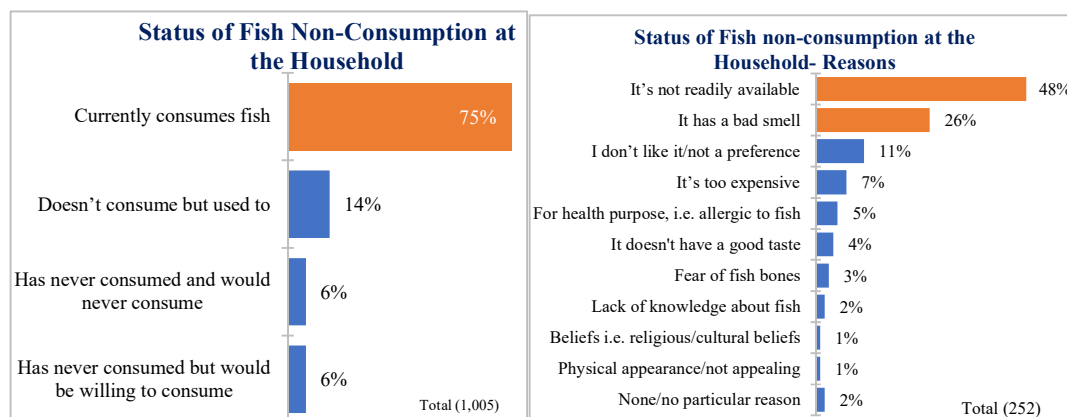 Status of Fish Non-Consumption at
the Household
Currently consumes fish
75%
Doesn’t consume but used to
14%
Has never consumed and would
never consume
6%
Has never consumed but would
be willing to consume
6%
Total (1,005)
Status of Fish non-consumption at the
Household- Reasons
It’s not readily available
48%
It has a bad smell
26%
I don’t like it/not a preference
11%
It’s too expensive
7%
For health purpose, i.e. allergic to fish
5%
It doesn't have a good taste
4%
Fear of fish bones
3%
Lack of knowledge about fish
2%
Beliefs i.e. religious/cultural beliefs
1%
Physical appearance/not appealing
1%
None/no particular reason
2%
Total (252)